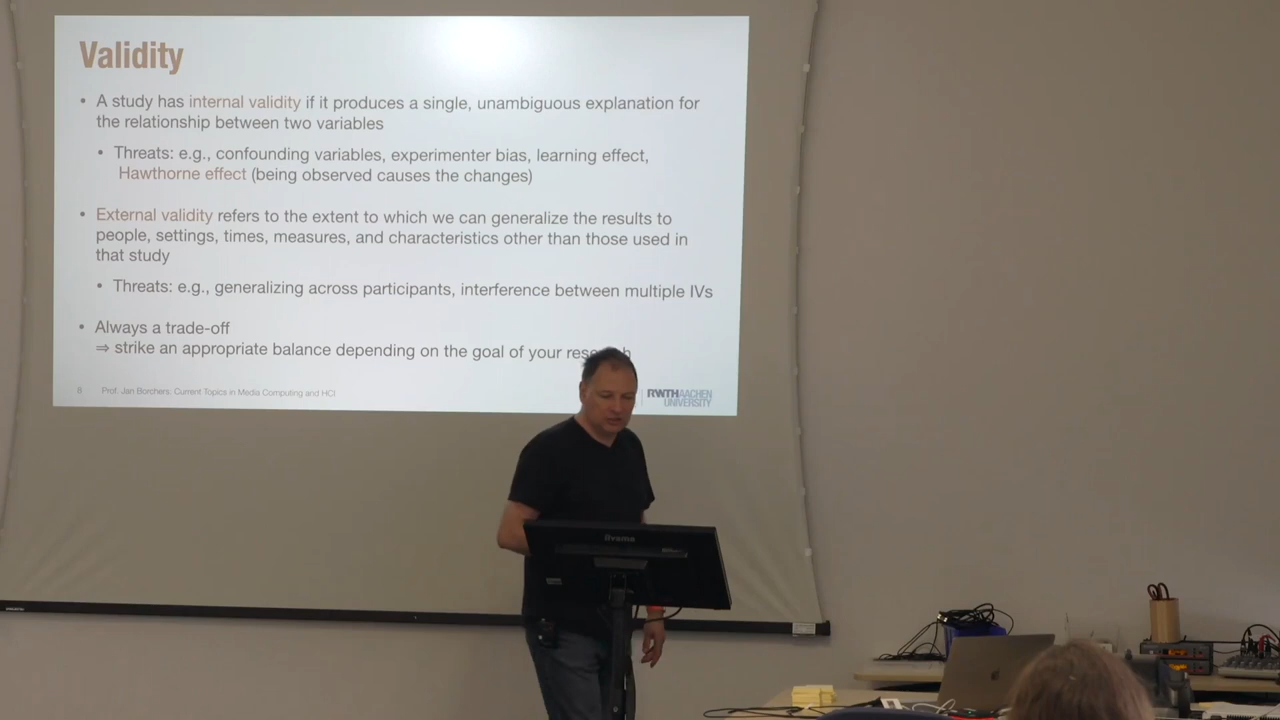 Validity
• A study has internal validity if it produces a single, unambiguous explanation for
the relationship between two variables
• Threats: e.g., confounding variables, experimenter bias, learning effect,
Hawthorne effect (being observed causes the changes)
• External validity refers to the extent to which we can generalize the results to
people, settings, times, measures, and characteristics other than those used in
that study
• Threats: e.g., generalizing across participants, interference between multiple IVs
• Always a trade-off
⇒ strike an appropriate balance depending on the goal of your research
8 Prof. Jan Borchers: Current Topics in Media Computing and HCI
RWTH AACHEN
UNIVERSITY
iiyama